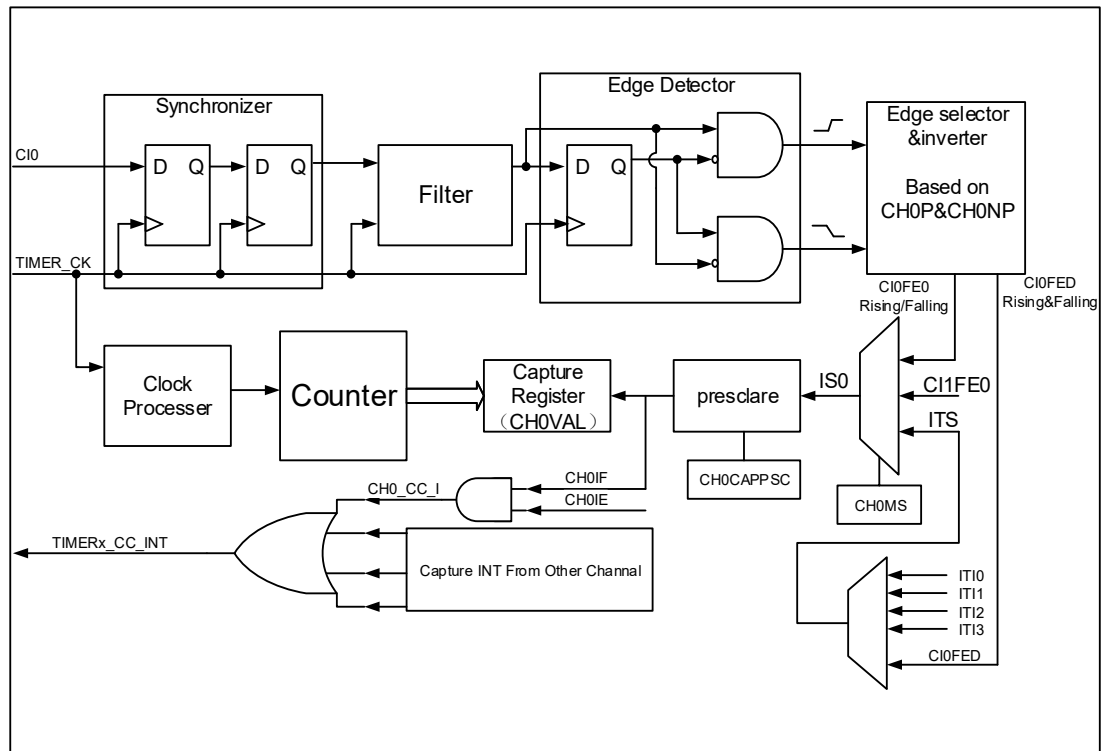 Synchronizer
Edge Detector
CI0
D Q
D Q
Filter
D Q
Edge selector
&inverter
Based on
CH0P&CH0NP
TIMER_CK
CI0FE0
Rising/Falling
CI0FED
Rising&Falling
Clock
Processer
Counter
Capture
Register
（CH0VAL）
presclare
IS0
CI1FE0
ITS
CH0CAPPSC
CH0MS
CH0_CC_I
CH0IF
CH0IE
TIMERx_CC_INT
Capture INT From Other Channel
ITI0
ITI1
ITI2
ITI3
CI0FED